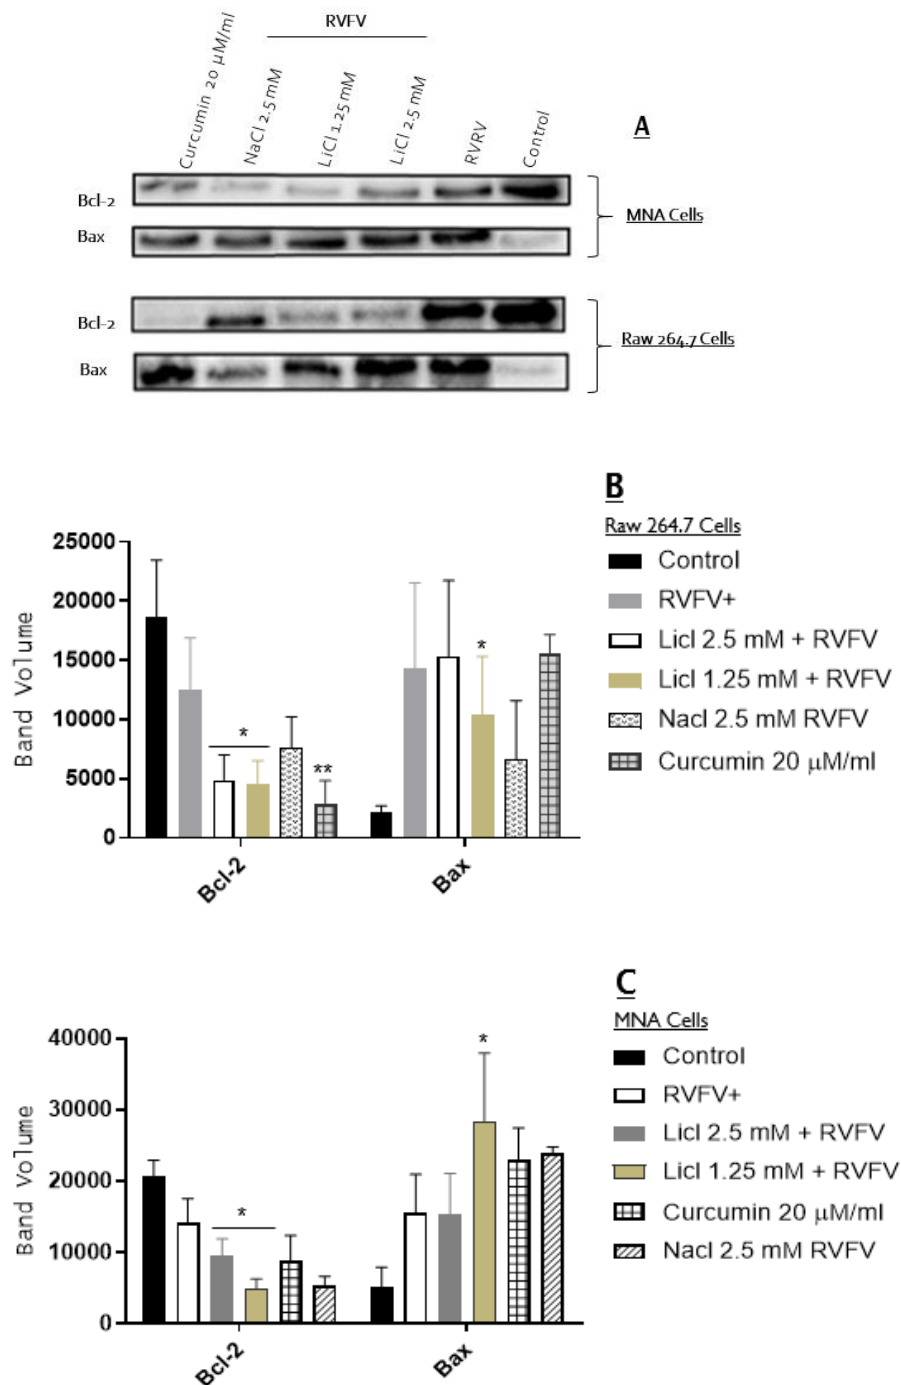 RVFV
Curcumin 20 µM/ml
NaCl 2.5 mM
LiCl 1.25 mM
LiCl 2.5 mM
RVRV
Control
A
Bcl-2
Bax
MNA Cells
Bcl-2
Bax
Raw 264.7 Cells
B
Raw 264.7 Cells
Control
RVFV+
Licl 2.5 mM + RVFV
Licl 1.25 mM + RVFV
Nacl 2.5 mM RVFV
Curcumin 20 µM/ml
Band Volume
25000
20000
15000
10000
5000
0
*
**
*
Bcl-2
Bax
C
MNA Cells
Control
RVFV+
Licl 2.5 mM + RVFV
Licl 1.25 mM + RVFV
Curcumin 20 µM/ml
Nacl 2.5 mM RVFV
Band Volume
40000
30000
20000
10000
0
*
*
Bcl-2
Bax